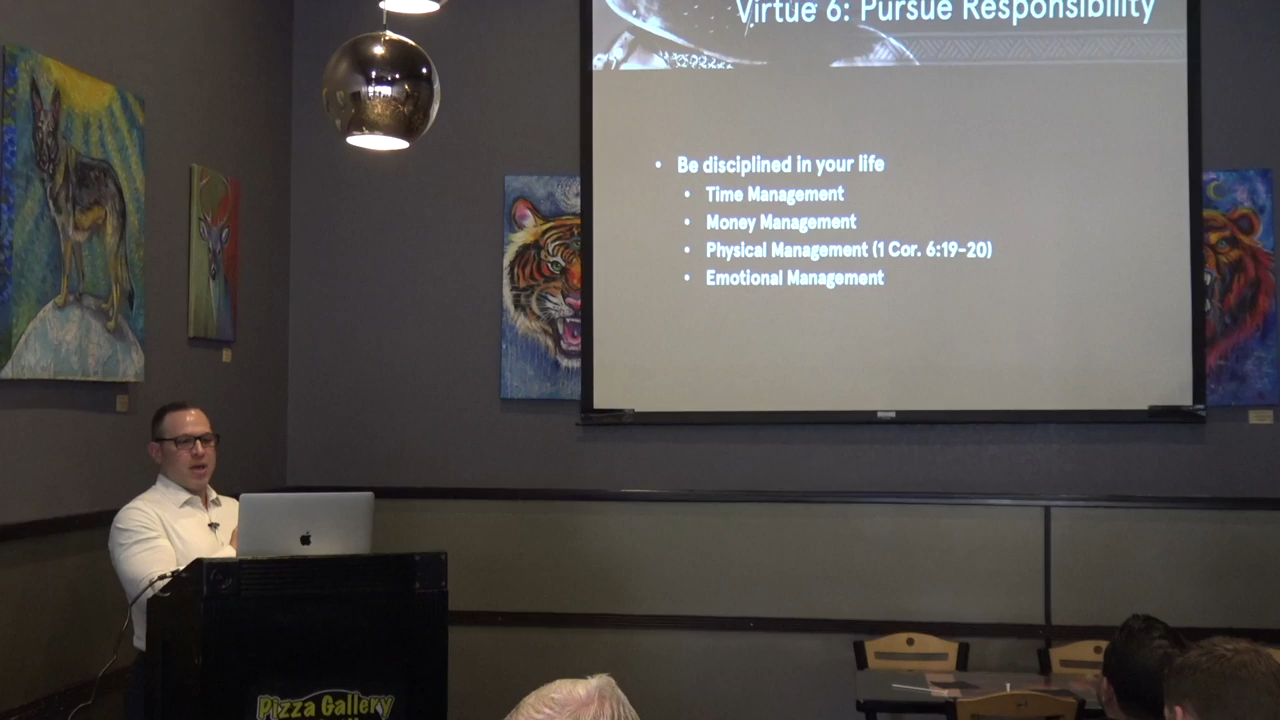 Virtue 6: Pursue Responsibility
• Be disciplined in your life
• Time Management
• Money Management
• Physical Management (1 Cor. 6:19-20)
• Emotional Management
Pizza Gallery